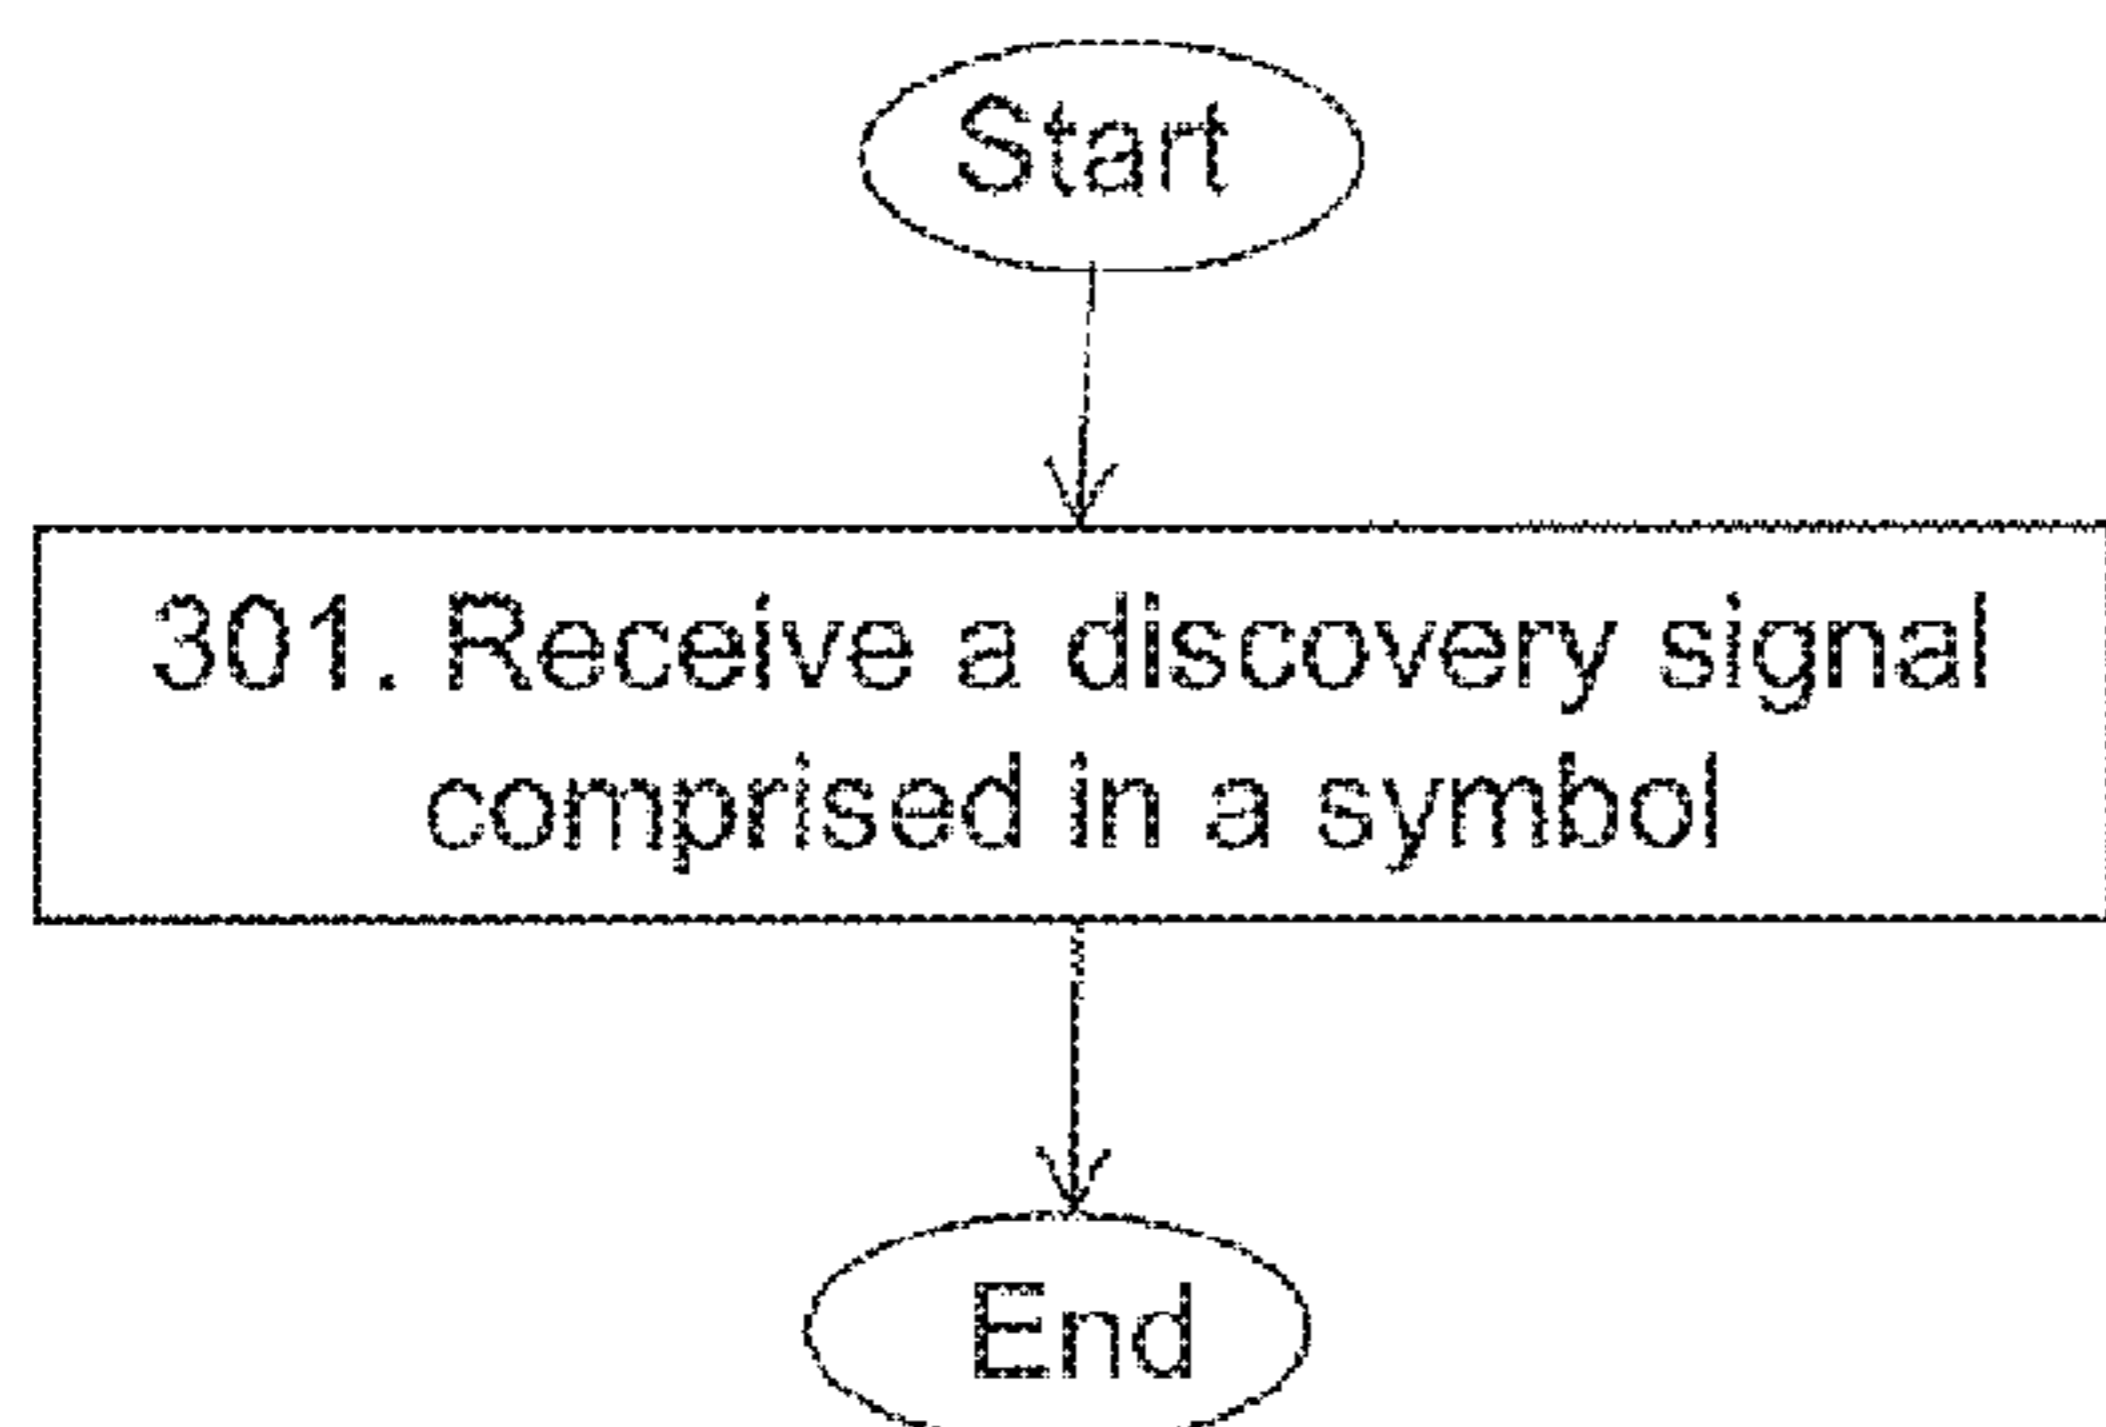 Start
301. Receive a discovery signal
comprised in a symbol
End